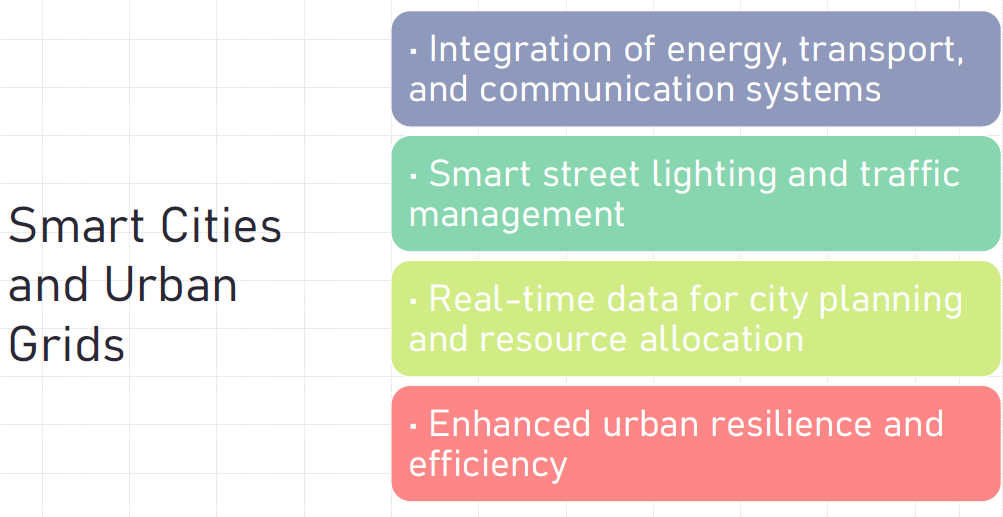 Smart Cities
and Urban
Grids
· Integration of energy, transport,
and communication systems
· Smart street lighting and traffic
management
· Real-time data for city planning
and resource allocation
· Enhanced urban resilience and
efficiency